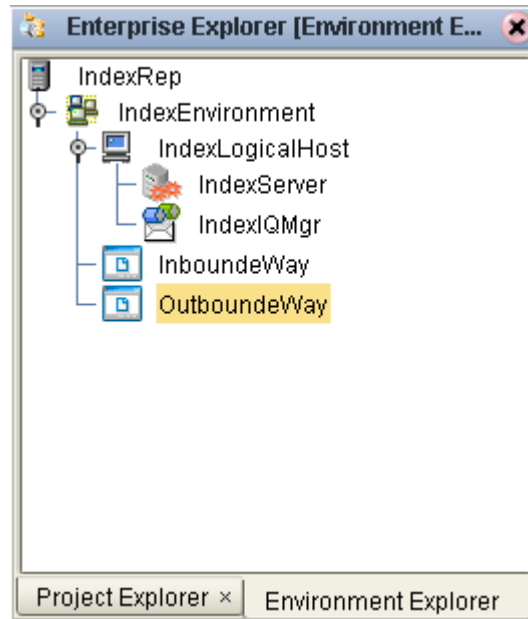 Enterprise Explorer [Environment E...
IndexRep
IndexEnvironment
IndexLogicalHost
IndexServer
IndexIQMgr
InboundeWay
OutboundeWay
Project Explorer × Environment Explorer